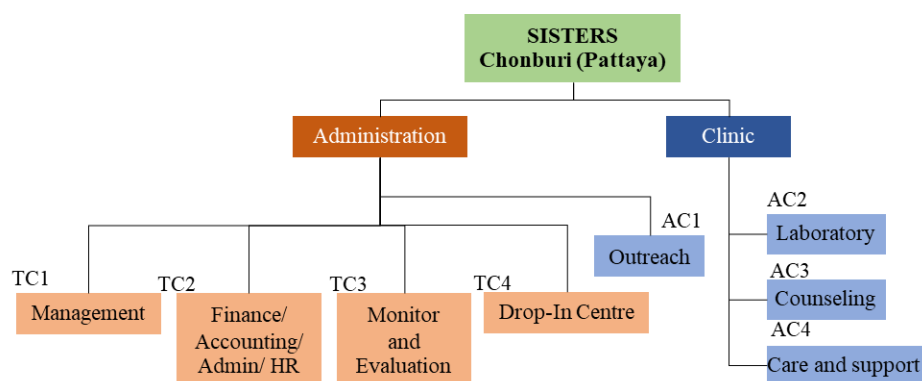 SISTERS
Chonburi (Pattaya)
Administration
Clinic
AC2
Laboratory
AC1
Outreach
AC3
Counseling
AC4
Care and support
TC1
Management
TC2
Finance/
Accounting/
Admin/ HR
TC3
Monitor
and
Evaluation
TC4
Drop-In Centre